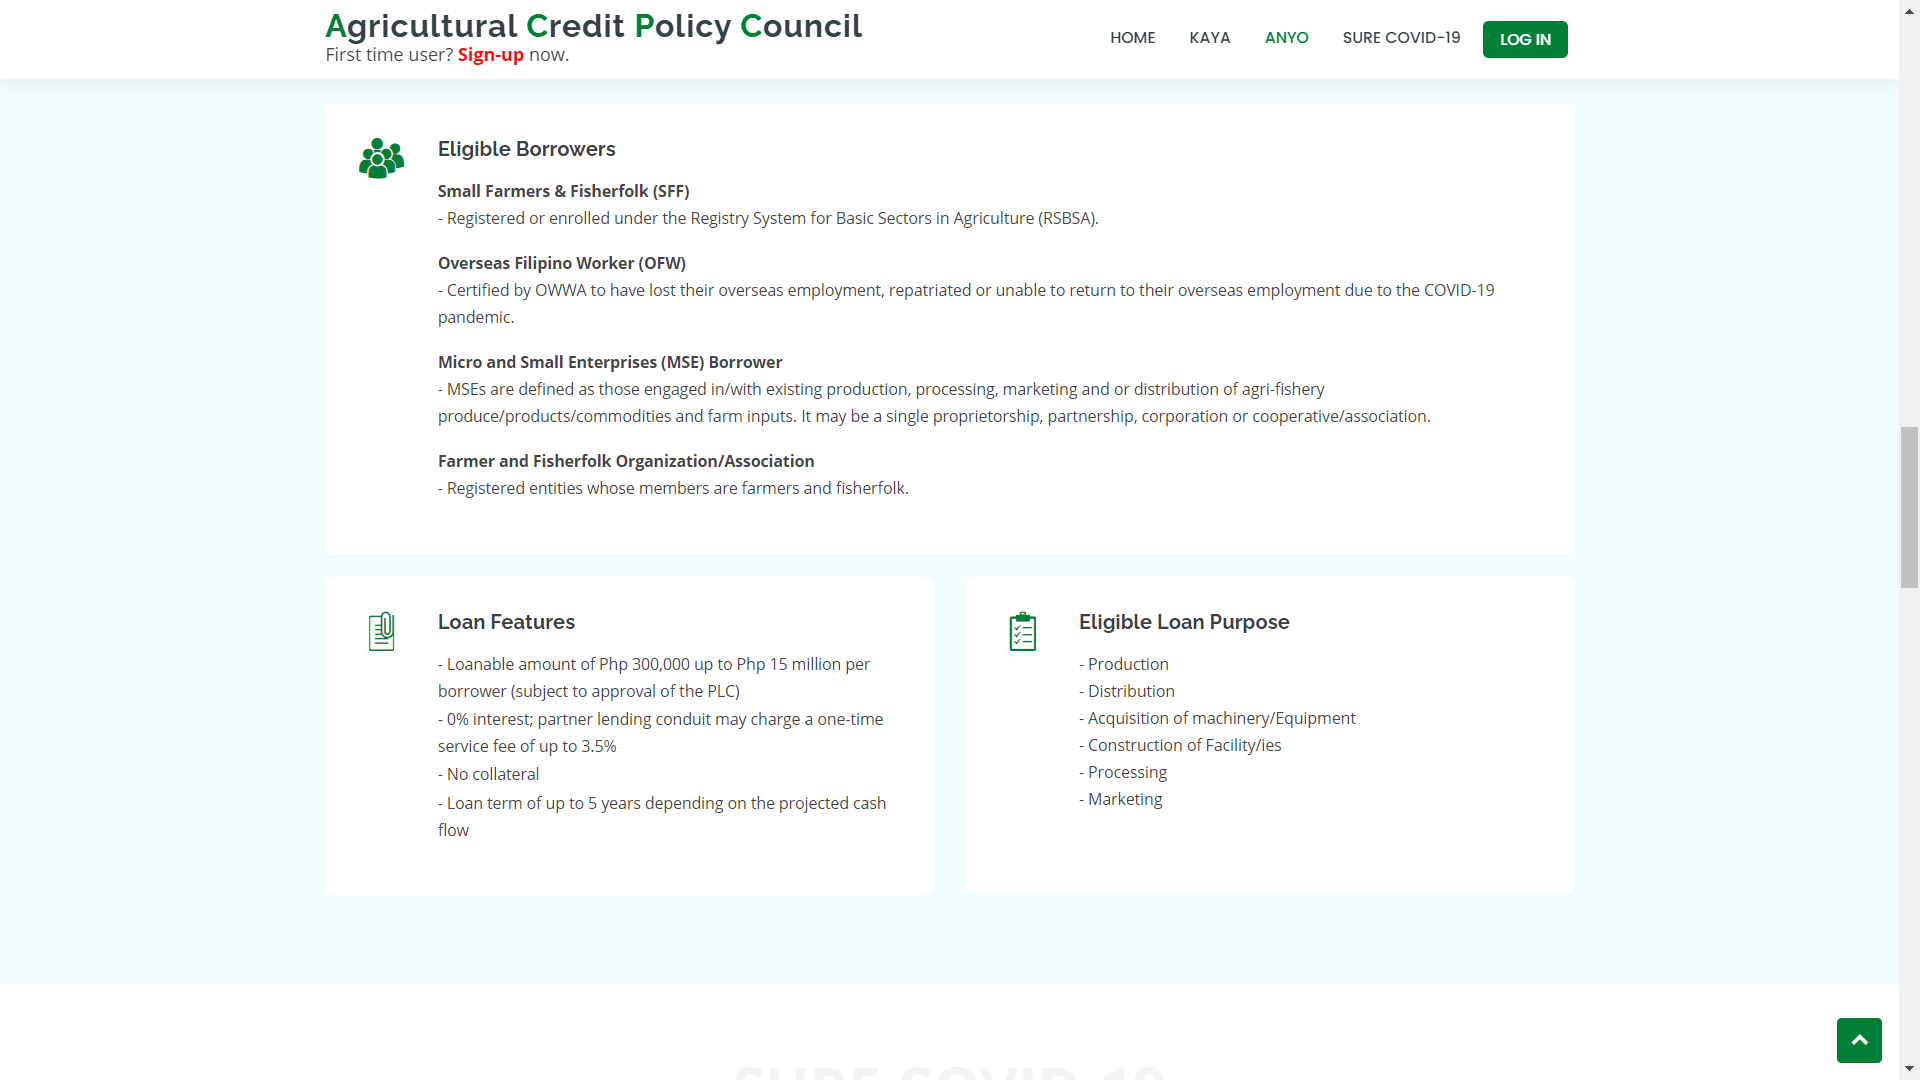 Agricultural Credit Policy Council
First time user? Sign-up now.
HOME
KAYA
ANYO
SURE COVID-19
LOG IN
Eligible Borrowers
Small Farmers & Fisherfolk (SFF)
- Registered or enrolled under the Registry System for Basic Sectors in Agriculture (RSBSA).
Overseas Filipino Worker (OFW)
- Certified by OWWA to have lost their overseas employment, repatriated or unable to return to their overseas employment due to the COVID-19
pandemic.
Micro and Small Enterprises (MSE) Borrower
- MSEs are defined as those engaged in/with existing production, processing, marketing and or distribution of agri-fishery
produce/products/commodities and farm inputs. It may be a single proprietorship, partnership, corporation or cooperative/association.
Farmer and Fisherfolk Organization/Association
- Registered entities whose members are farmers and fisherfolk.
Loan Features
- Loanable amount of Php 300,000 up to Php 15 million per
borrower (subject to approval of the PLC)
- 0% interest; partner lending conduit may charge a one-time
service fee of up to 3.5%
- No collateral
- Loan term of up to 5 years depending on the projected cash
flow
Eligible Loan Purpose
- Production
- Distribution
- Acquisition of machinery/Equipment
- Construction of Facility/ies
- Processing
- Marketing
SURE COVID-19